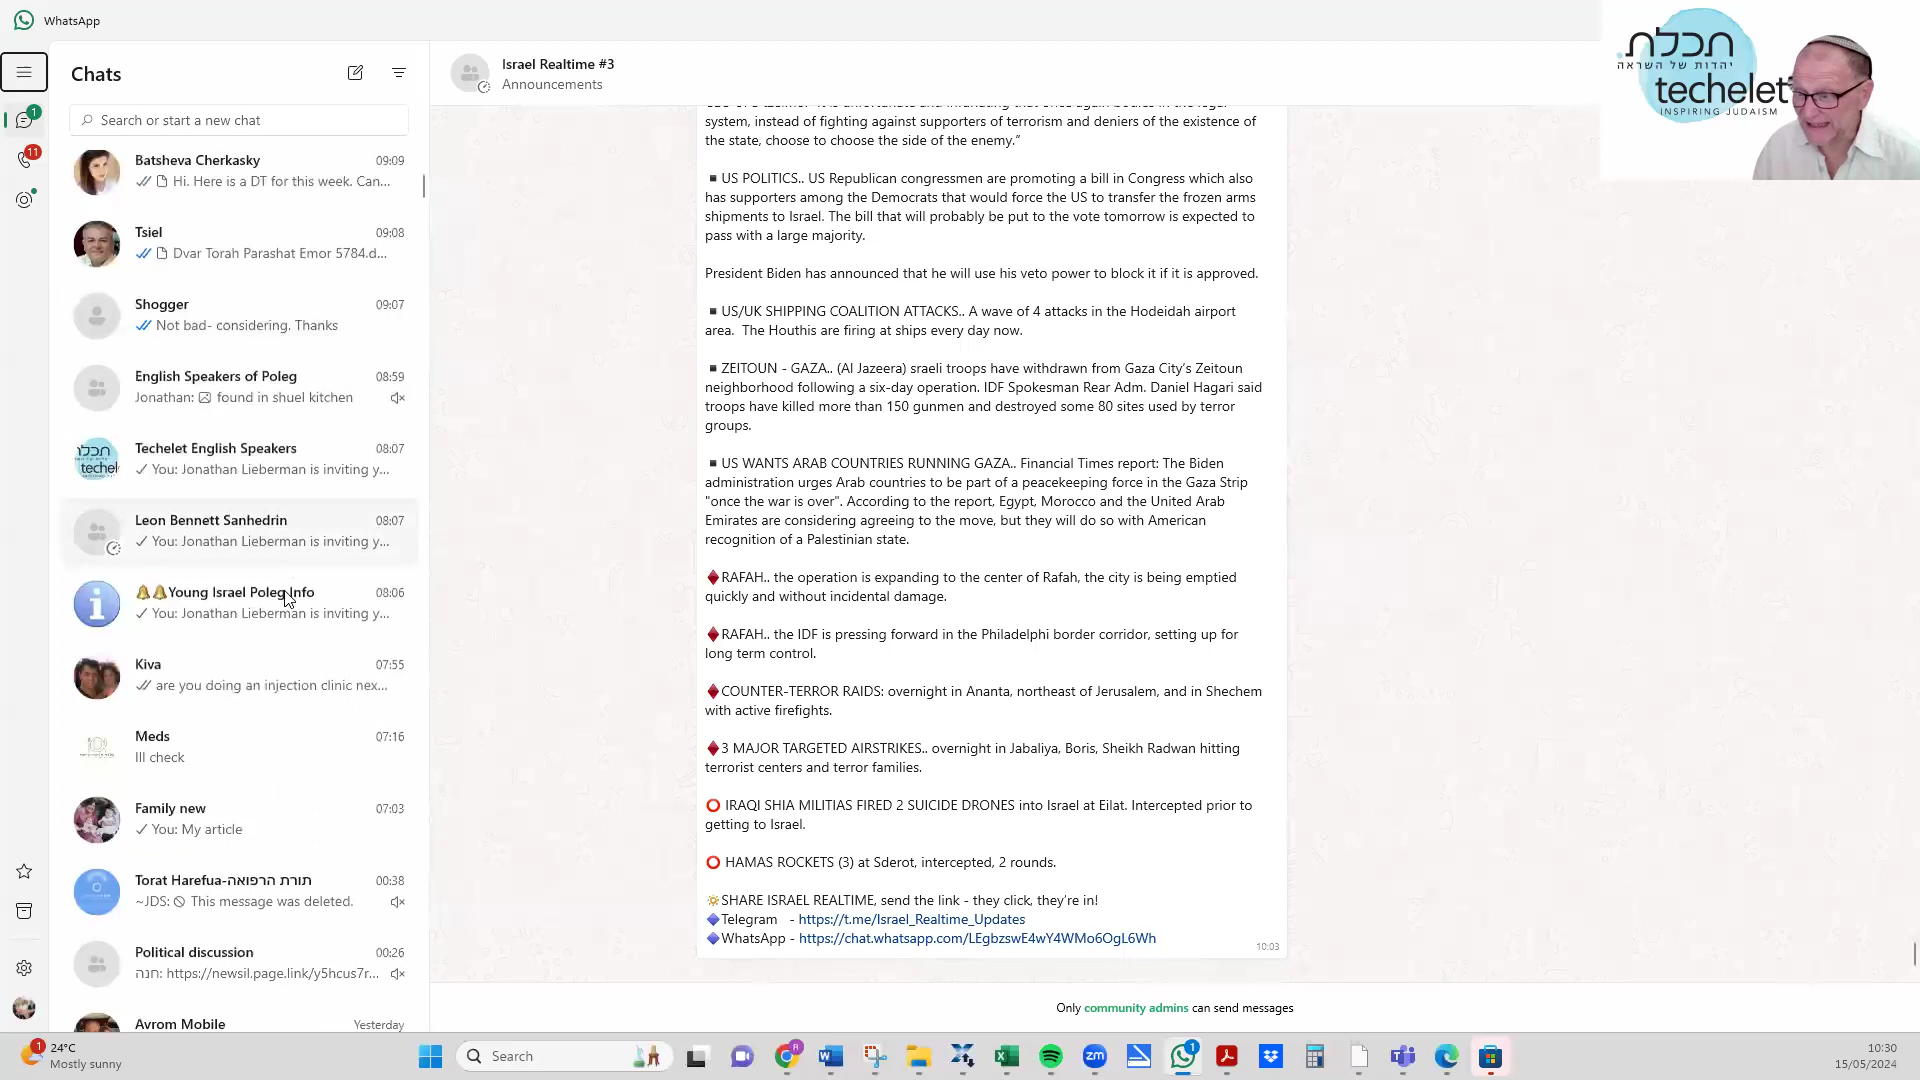 WhatsApp
Chats
Search or start a new chat
1
11
Batsheva Cherkasky 09:09
Hi. Here is a DT for this week. Can...
Tsiel 09:08
Dvar Torah Parashat Emor 5784.d...
Shogger 09:07
Not bad- considering. Thanks
English Speakers of Poleg 08:59
Jonathan: found in shuel kitchen
תכלת
techel
Techelet English Speakers 08:07
You: Jonathan Lieberman is inviting y...
Leon Bennett Sanhedrin 08:07
You: Jonathan Lieberman is inviting y...
🔔🔔Young Israel Poleg Info 08:06
You: Jonathan Lieberman is inviting y...
Kiva 07:55
are you doing an injection clinic nex...
Meds 07:16
Ill check
Family new 07:03
You: My article
Torat Harefua-תורת הרפואה 00:38
~JDS: This message was deleted.
Political discussion 00:26
חנה: https://newsil.page.link/y5hcus7r...
Avrom Mobile Yesterday
Israel Realtime #3
Announcements
system, instead of fighting against supporters of terrorism and deniers of the existence of
the state, choose to choose the side of the enemy.”
▪️US POLITICS.. US Republican congressmen are promoting a bill in Congress which also
has supporters among the Democrats that would force the US to transfer the frozen arms
shipments to Israel. The bill that will probably be put to the vote tomorrow is expected to
pass with a large majority.
President Biden has announced that he will use his veto power to block it if it is approved.
▪️US/UK SHIPPING COALITION ATTACKS.. A wave of 4 attacks in the Hodeidah airport
area. The Houthis are firing at ships every day now.
▪️ZEITOUN - GAZA.. (Al Jazeera) sraeli troops have withdrawn from Gaza City’s Zeitoun
neighborhood following a six-day operation. IDF Spokesman Rear Adm. Daniel Hagari said
troops have killed more than 150 gunmen and destroyed some 80 sites used by terror
groups.
▪️US WANTS ARAB COUNTRIES RUNNING GAZA.. Financial Times report: The Biden
administration urges Arab countries to be part of a peacekeeping force in the Gaza Strip
"once the war is over". According to the report, Egypt, Morocco and the United Arab
Emirates are considering agreeing to the move, but they will do so with American
recognition of a Palestinian state.
♦️RAFAH.. the operation is expanding to the center of Rafah, the city is being emptied
quickly and without incidental damage.
♦️RAFAH.. the IDF is pressing forward in the Philadelphi border corridor, setting up for
long term control.
♦️COUNTER-TERROR RAIDS: overnight in Ananta, northeast of Jerusalem, and in Shechem
with active firefights.
♦️3 MAJOR TARGETED AIRSTRIKES.. overnight in Jabaliya, Boris, Sheikh Radwan hitting
terrorist centers and terror families.
⭕ IRAQI SHIA MILITIAS FIRED 2 SUICIDE DRONES into Israel at Eilat. Intercepted prior to
getting to Israel.
⭕ HAMAS ROCKETS (3) at Sderot, intercepted, 2 rounds.
🔅SHARE ISRAEL REALTIME, send the link - they click, they’re in!
🔹Telegram - https://t.me/Israel_Realtime_Updates
🔹WhatsApp - https://chat.whatsapp.com/LEgbzswE4wY4WMo6OgL6Wh
10:03
Only community admins can send messages
תכלת.
יהדות של השראה
techelet
INSPIRING JUDAISM
1
24°C
Mostly sunny
Search
R
zm
1
10:30
15/05/2024